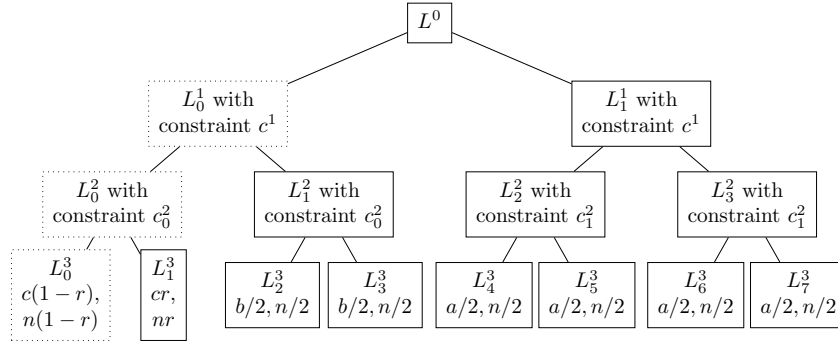 L^0
L_0^1 with
constraint c^1
L_1^1 with
constraint c^1
L_0^2 with
constraint c_0^2
L_1^2 with
constraint c_0^2
L_2^2 with
constraint c_1^2
L_3^2 with
constraint c_1^2
L_0^3
c(1 − r),
n(1 − r)
L_1^3
cr,
nr
L_2^3
b/2, n/2
L_3^3
b/2, n/2
L_4^3
a/2, n/2
L_5^3
a/2, n/2
L_6^3
a/2, n/2
L_7^3
a/2, n/2